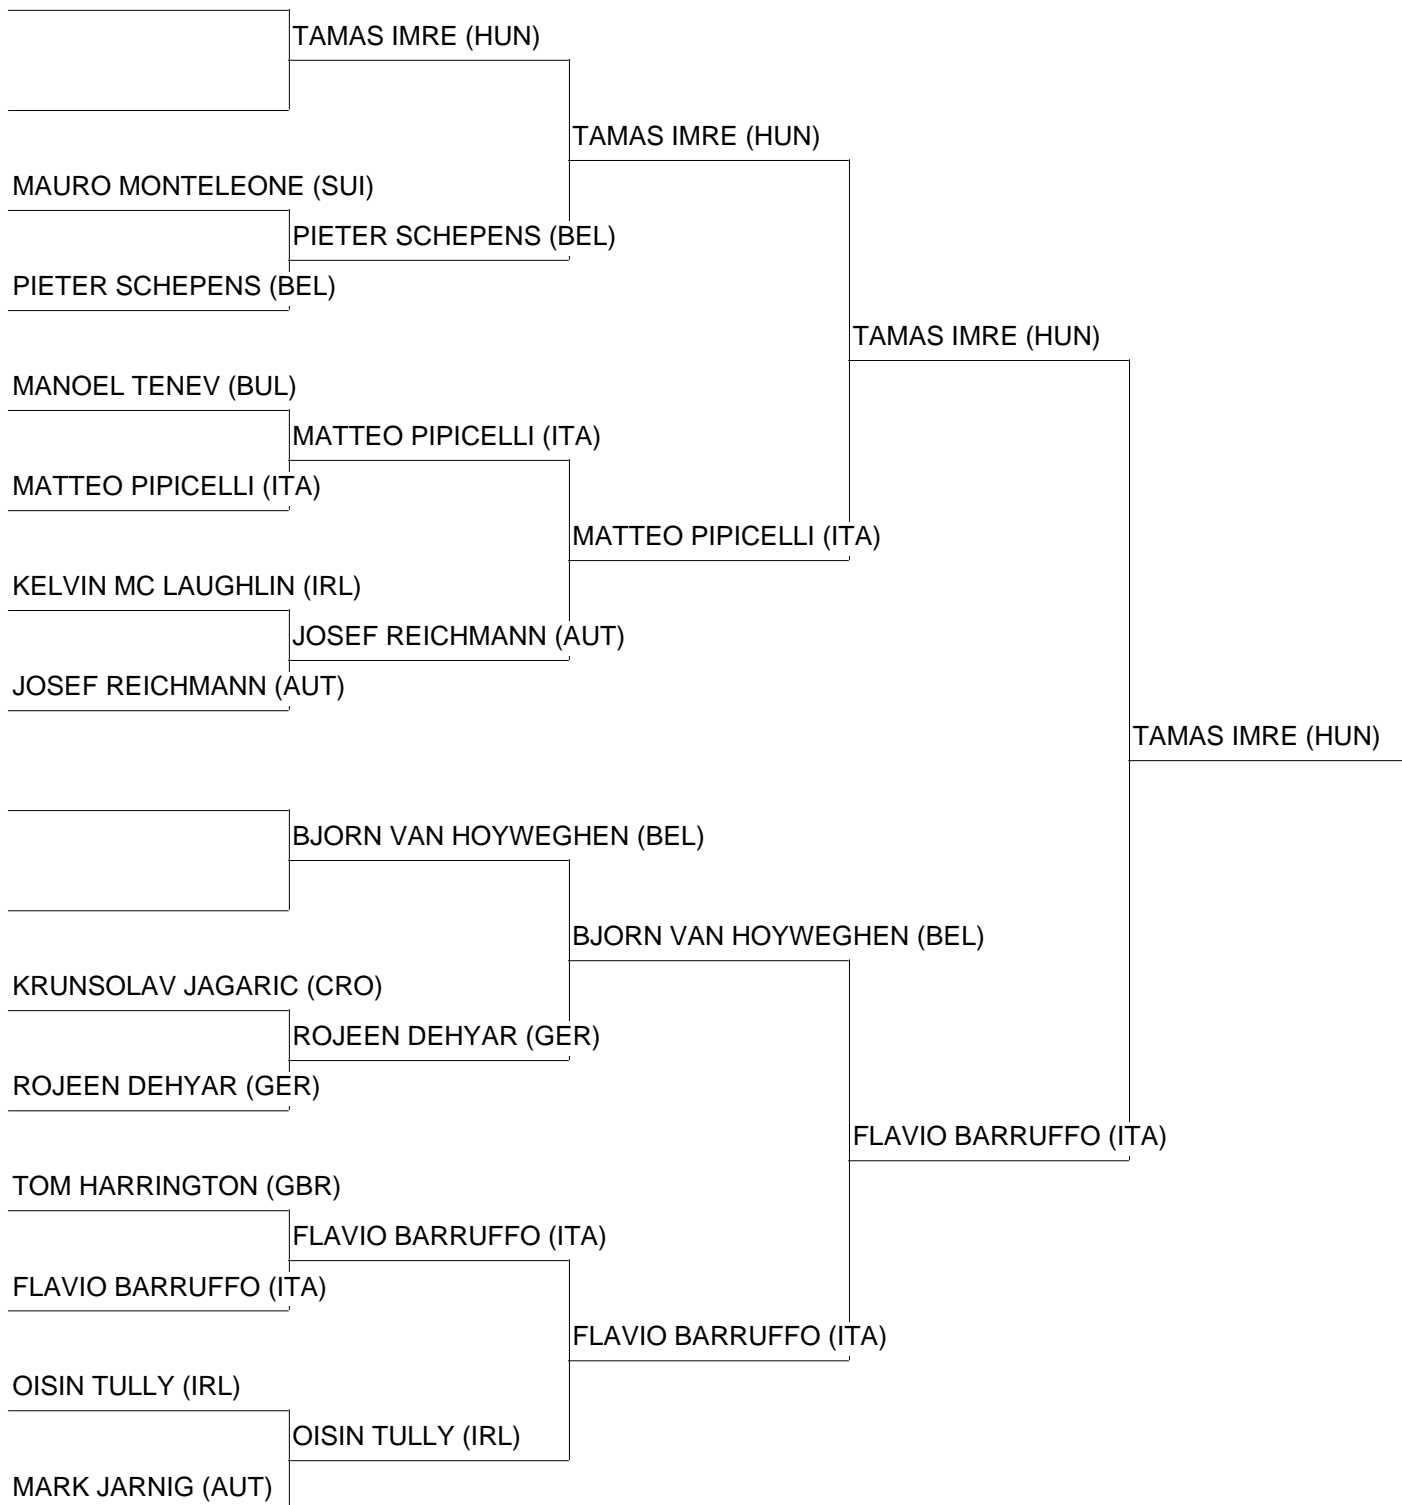 TAMAS IMRE (HUN)
TAMAS IMRE (HUN)
MAURO MONTELEONE (SUI)
PIETER SCHEPENS (BEL)
PIETER SCHEPENS (BEL)
TAMAS IMRE (HUN)
MANOEL TENEV (BUL)
MATTEO PIPICELLI (ITA)
MATTEO PIPICELLI (ITA)
MATTEO PIPICELLI (ITA)
KELVIN MC LAUGHLIN (IRL)
JOSEF REICHMANN (AUT)
JOSEF REICHMANN (AUT)
TAMAS IMRE (HUN)
BJORN VAN HOYWEGHEN (BEL)
BJORN VAN HOYWEGHEN (BEL)
KRUNSOLAV JAGARIC (CRO)
ROJEEN DEHYAR (GER)
ROJEEN DEHYAR (GER)
FLAVIO BARRUFFO (ITA)
TOM HARRINGTON (GBR)
FLAVIO BARRUFFO (ITA)
FLAVIO BARRUFFO (ITA)
FLAVIO BARRUFFO (ITA)
OISIN TULLY (IRL)
OISIN TULLY (IRL)
MARK JARNIG (AUT)